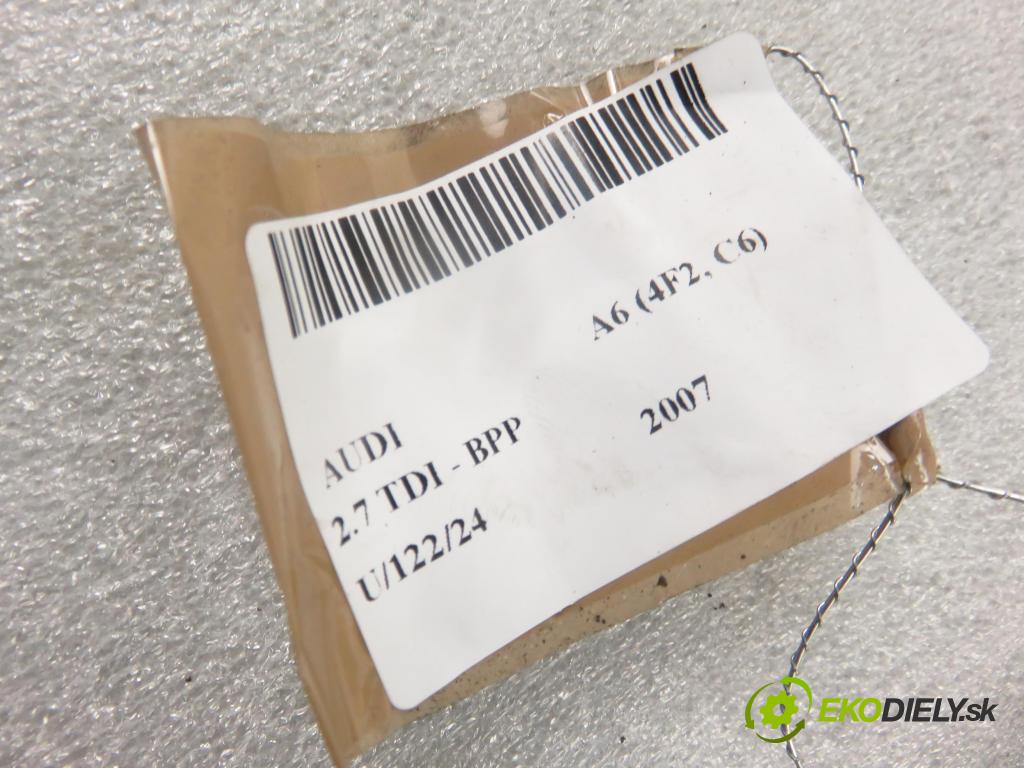 AUDI A6 (4F2, C6)
2.7 TDI - BPP 2007
U/122/24
EKODIELY.sk